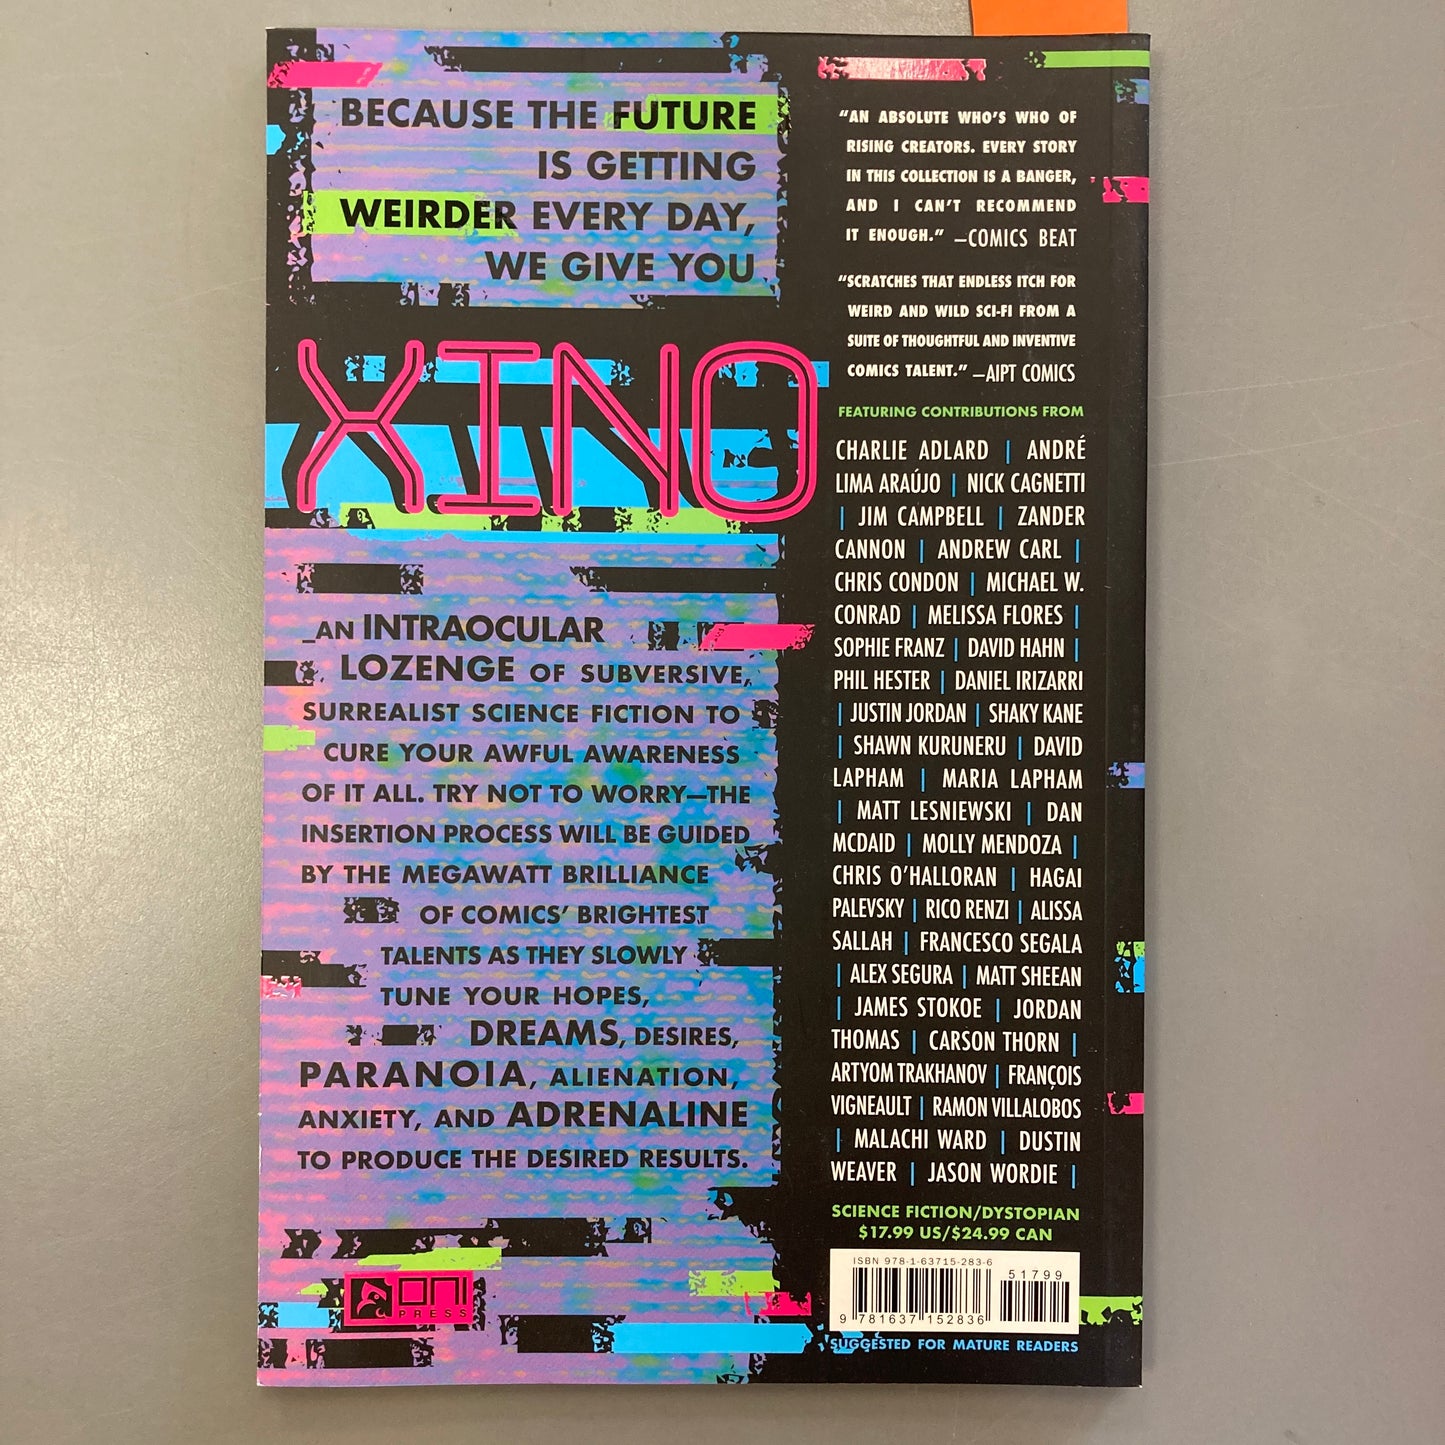 BECAUSE THE FUTURE
IS GETTING
WEIRDER EVERY DAY,
WE GIVE YOU
XINO
_AN INTRAOCULAR
LOZENGE OF SUBVERSIVE,
SURREALIST SCIENCE FICTION TO
CURE YOUR AWFUL AWARENESS
OF IT ALL. TRY NOT TO WORRY—THE
INSERTION PROCESS WILL BE GUIDED
BY THE MEGAWATT BRILLIANCE
OF COMICS' BRIGHTEST
TALENTS AS THEY SLOWLY
TUNE YOUR HOPES,
DREAMS, DESIRES,
PARANOIA, ALIENATION,
ANXIETY, AND ADRENALINE
TO PRODUCE THE DESIRED RESULTS.
ONI
PRESS
"AN ABSOLUTE WHO'S WHO OF
RISING CREATORS. EVERY STORY
IN THIS COLLECTION IS A BANGER,
AND I CAN'T RECOMMEND
IT ENOUGH." —COMICS BEAT
"SCRATCHES THAT ENDLESS ITCH FOR
WEIRD AND WILD SCI-FI FROM A
SUITE OF THOUGHTFUL AND INVENTIVE
COMICS TALENT." —AIPT COMICS
FEATURING CONTRIBUTIONS FROM
CHARLIE ADLARD | ANDRÉ
LIMA ARAÚJO | NICK CAGNETTI
| JIM CAMPBELL | ZANDER
CANNON | ANDREW CARL |
CHRIS CONDON | MICHAEL W.
CONRAD | MELISSA FLORES |
SOPHIE FRANZ | DAVID HAHN |
PHIL HESTER | DANIEL IRIZARRI
| JUSTIN JORDAN | SHAKY KANE
| SHAWN KURUNERU | DAVID
LAPHAM | MARIA LAPHAM
| MATT LESNIEWSKI | DAN
MCDAID | MOLLY MENDOZA |
CHRIS O'HALLORAN | HAGAI
PALEVSKY | RICO RENZI | ALISSA
SALLAH | FRANCESCO SEGALA
| ALEX SEGURA | MATT SHEEAN
| JAMES STOKOE | JORDAN
THOMAS | CARSON THORN |
ARTYOM TRAKHANOV | FRANÇOIS
VIGNEAULT | RAMON VILLALOBOS
| MALACHI WARD | DUSTIN
WEAVER | JASON WORDIE |
SCIENCE FICTION/DYSTOPIAN
$17.99 US/$24.99 CAN
ISBN 978-1-63715-283-6
51799
9 781637 152836
SUGGESTED FOR MATURE READERS